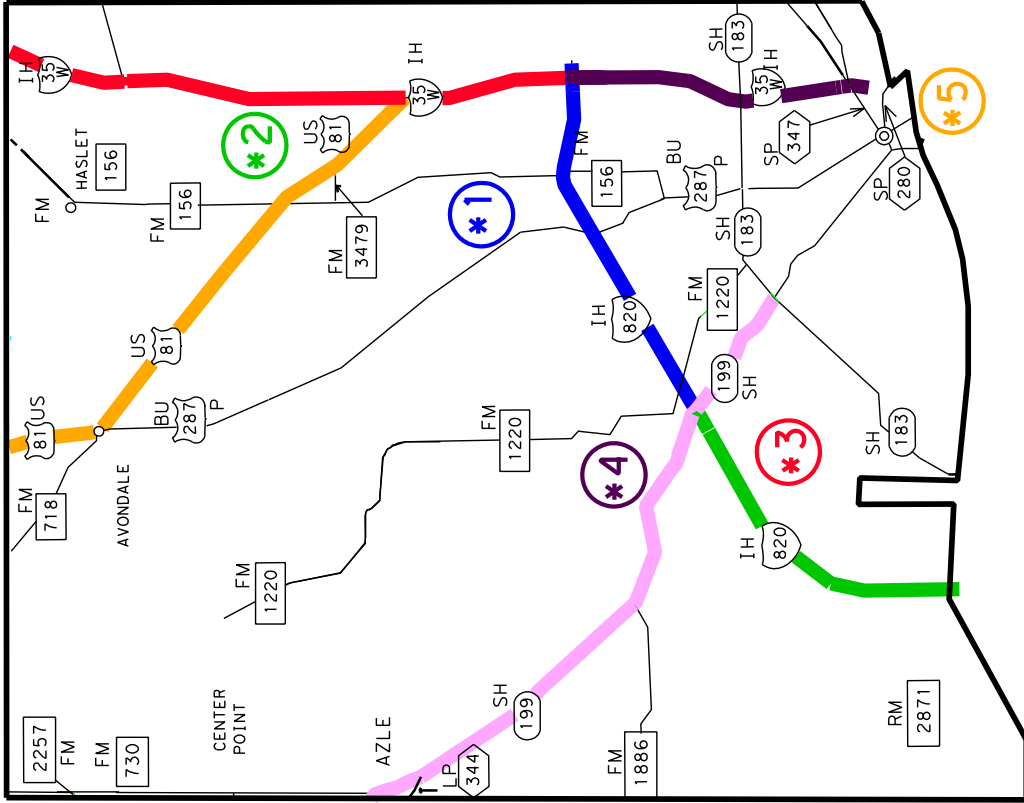 IH
35
W
HASLET
156
FM
FM
156
US
81
*2
IH
35
W
FM
3479
US
81
US
81
BU
287
P
FM
718
AVONDALE
FM
1220
FM
1220
2257
FM
FM
730
CENTER
POINT
AZLE
LP
344
SH
199
FM
1886
*4
*1
FM
156
BU
287
P
SH
183
IH
35
W
SP
347
*5
SP
280
SH
183
FM
1220
IH
820
199
SH
*3
IH
820
SH
183
RM
2871